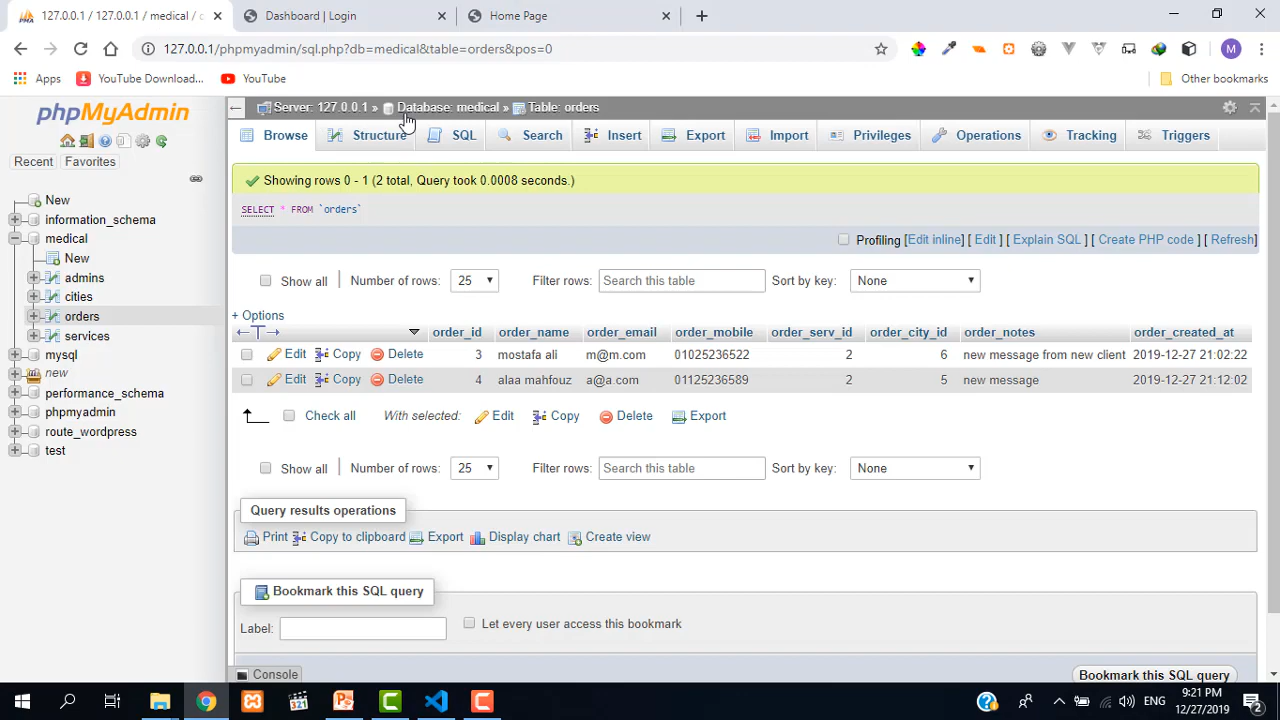 127.0.0.1 / 127.0.0.1 / medical / c
Dashboard | Login
Home Page
127.0.0.1/phpmyadmin/sql.php?db=medical&table=orders&pos=0
M
Apps
YouTube Download...
YouTube
Other bookmarks
phpMyAdmin
Server: 127.0.0.1 » Database: medical » Table: orders
Browse
Structure
SQL
Search
Insert
Export
Import
Privileges
Operations
Tracking
Triggers
Recent
Favorites
New
information_schema
medical
New
admins
cities
orders
services
mysql
new
performance_schema
phpmyadmin
route_wordpress
test
Showing rows 0 - 1 (2 total, Query took 0.0008 seconds.)
SELECT * FROM `orders`
Profiling [Edit inline] [ Edit ] [ Explain SQL ] [ Create PHP code ] [ Refresh]
Show all | Number of rows: 25 Filter rows: Search this table Sort by key: None
+ Options
order_id order_name order_email order_mobile order_serv_id order_city_id order_notes order_created_at
Edit Copy Delete 3 mostafa ali m@m.com 01025236522 2 6 new message from new client 2019-12-27 21:02:22
Edit Copy Delete 4 alaa mahfouz a@a.com 01125236989 2 5 new message 2019-12-27 21:12:02
Check all With selected: Edit Copy Delete Export
Show all | Number of rows: 25 Filter rows: Search this table Sort by key: None
Query results operations
Print Copy to clipboard Export Display chart Create view
Bookmark this SQL query
Label: Let every user access this bookmark
Console
Bookmark this SQL query
321
ENG
9:21 PM
12/27/2019
2